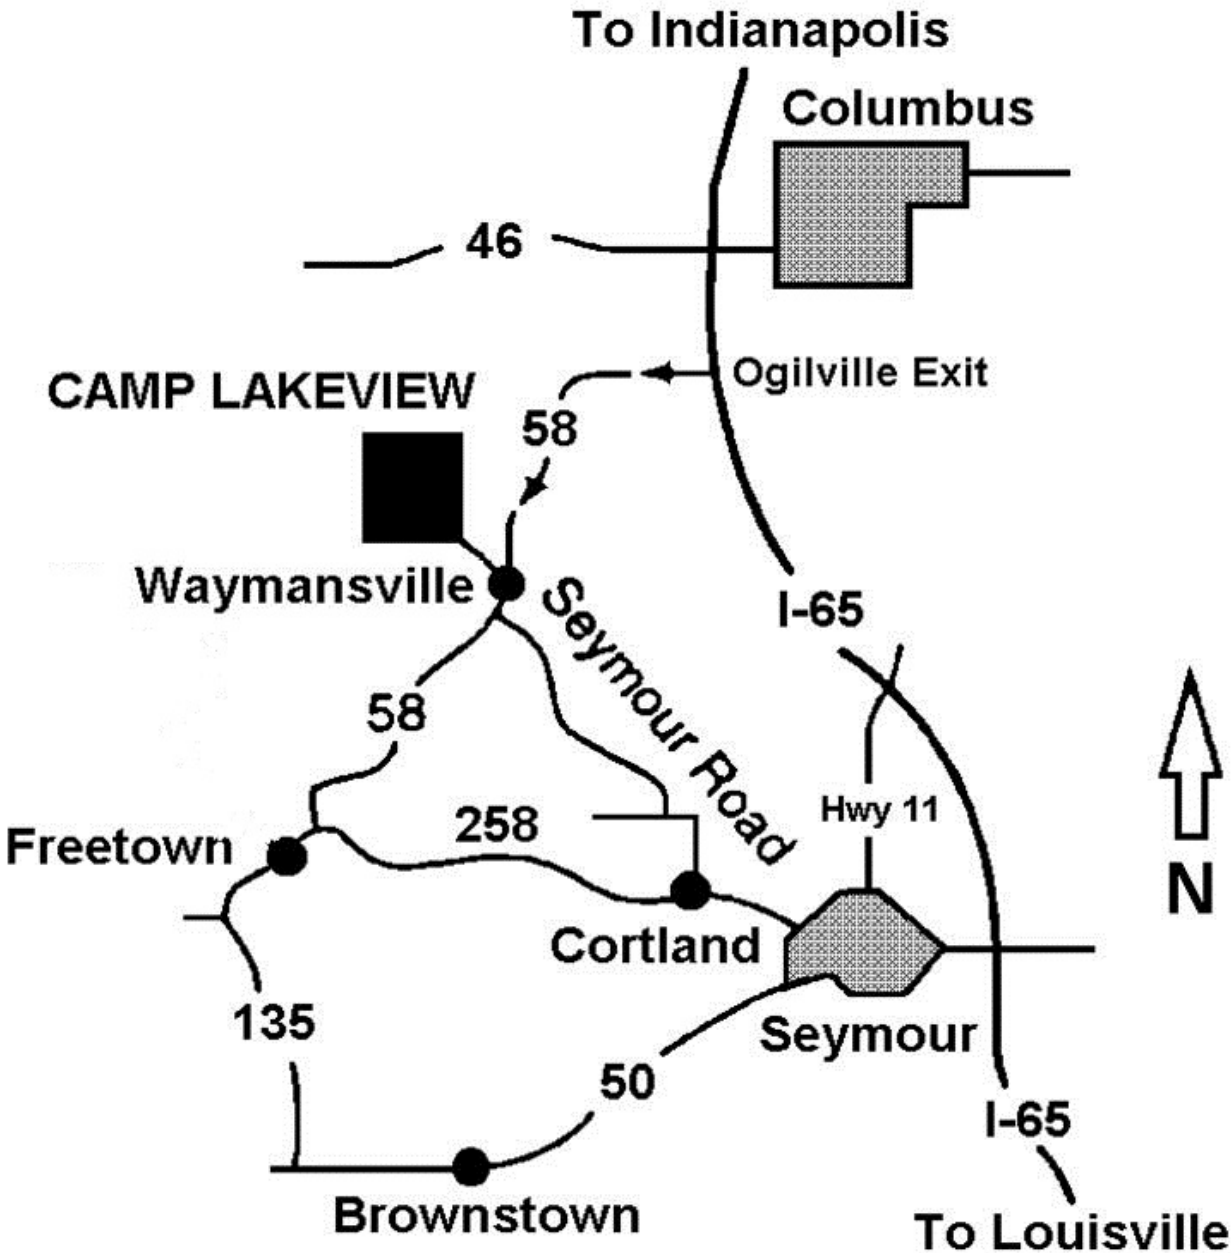 To Indianapolis
Columbus
46
Ogilville Exit
CAMP LAKEVIEW
58
Waymansville
Seymour Road
I-65
58
Hwy 11
258
Freetown
N
Cortland
135
Seymour
50
I-65
Brownstown
To Louisville